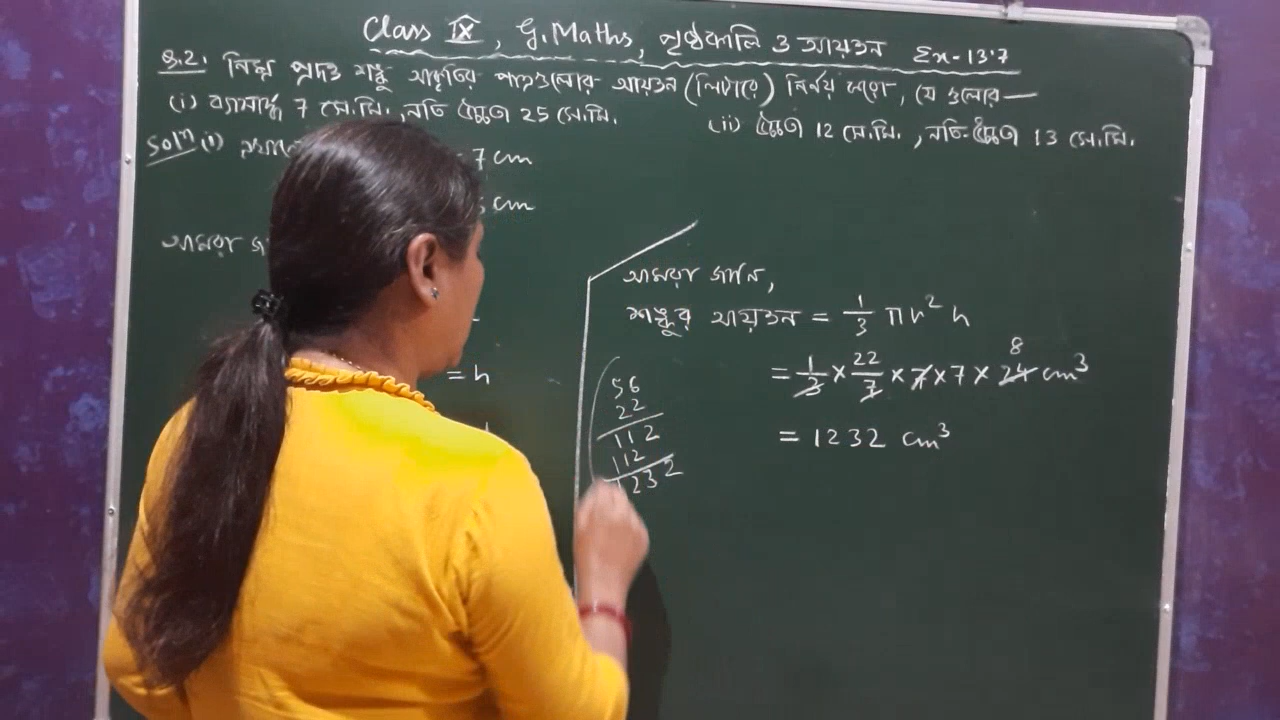 Class IX, G.Maths, পৃষ্ঠকালি ও আয়তন Ex-13.7
Q.2. নিম্ন প্রদত্ত শঙ্কু আকৃতির পাত্রগুলোর আয়তন (লিটারে) নির্ণয় করো, যে গুলোর—
(i) ব্যাসার্দ্ধ 7 সে.মি., নতি উচ্চতা 25 সে.মি.
(ii) উচ্চতা 12 সে.মি., নতি উচ্চতা 13 সে.মি.
Solⁿ (i)
= 7 cm
cm
আমরা
= h
আমরা জানি,
শঙ্কুর আয়তন = 1/3 πr²h
= 1/3 × 22/7 × 7 × 7 × 24 cm³
8
= 1232 cm³
56
22
112
112
1232